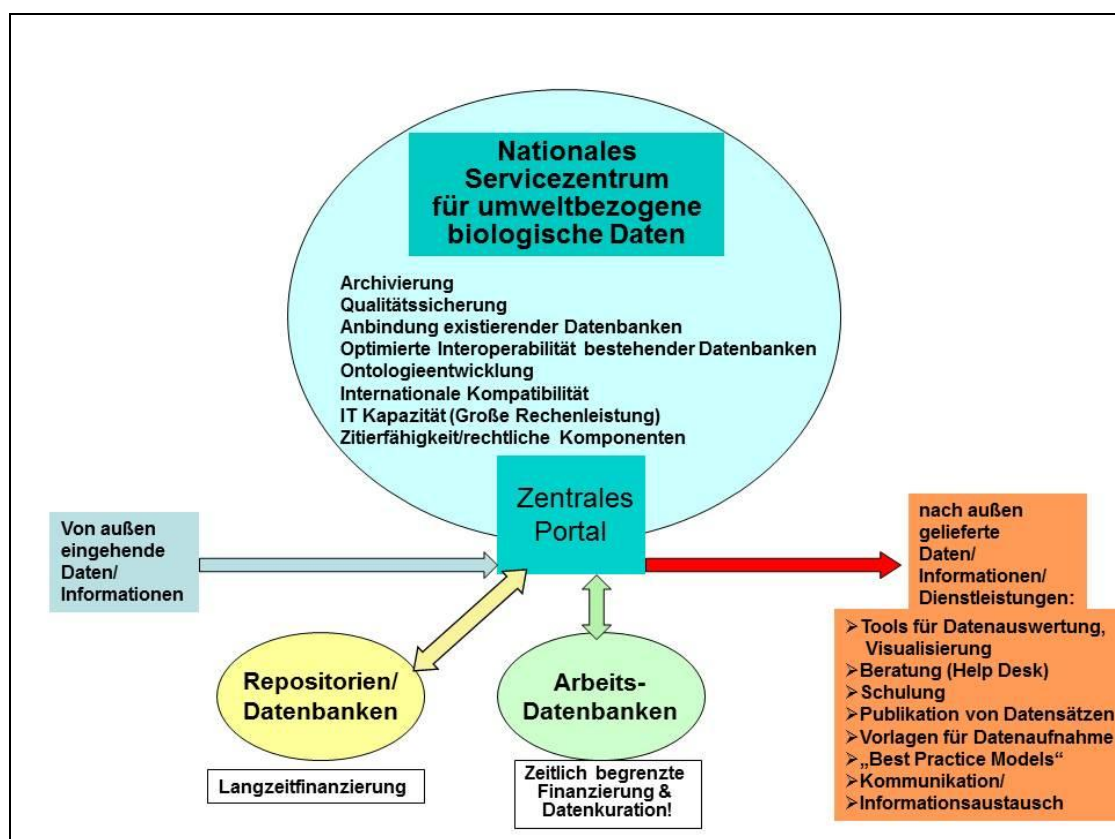 Nationales
Servicezentrum
für umweltbezogene
biologische Daten
Archivierung
Qualitätssicherung
Anbindung existierender Datenbanken
Optimierte Interoperabilität bestehender Datenbanken
Ontologieentwicklung
Internationale Kompatibilität
IT Kapazität (Große Rechenleistung)
Zitierfähigkeit/rechtliche Komponenten
Zentrales
Portal
Von außen
eingehende
Daten/
Informationen
nach außen
gelieferte
Daten/
Informationen/
Dienstleistungen:
➢Tools für Datenauswertung,
Visualisierung
➢Beratung (Help Desk)
➢Schulung
➢Publikation von Datensätzen
➢Vorlagen für Datenaufnahme
➢„Best Practice Models“
➢Kommunikation/
➢Informationsaustausch
Repositorien/
Datenbanken
Langzeitfinanzierung
Arbeits-
Datenbanken
Zeitlich begrenzte
Finanzierung &
Datenkuration!